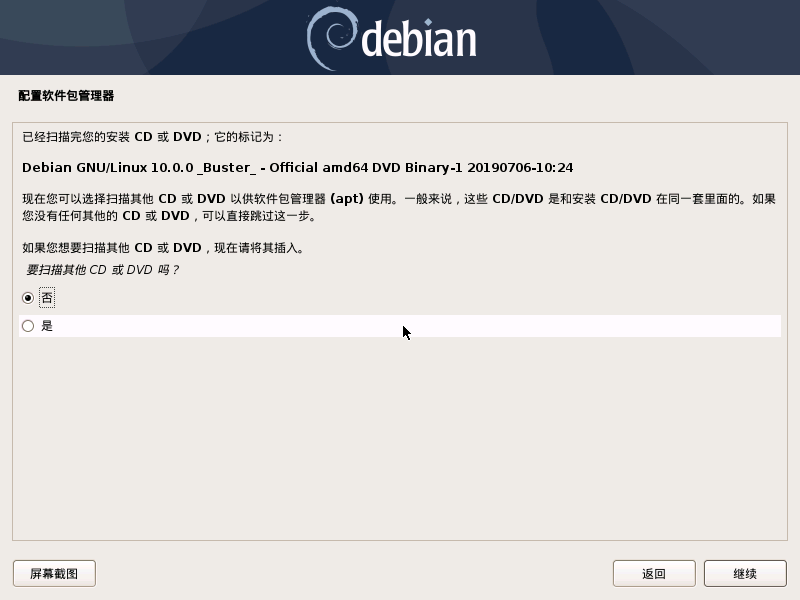 debian
配置软件包管理器
已经扫描完您的安装 CD 或 DVD；它的标记为：
Debian GNU/Linux 10.0.0 _Buster_ - Official amd64 DVD Binary-1 20190706-10:24
现在您可以选择扫描其他 CD 或 DVD 以供软件包管理器 (apt) 使用。一般来说，这些 CD/DVD 是和安装 CD/DVD 在同一套里面的。如果
您没有任何其他的 CD 或 DVD，可以直接跳过这一步。
如果您想要扫描其他 CD 或 DVD，现在请将其插入。
要扫描其他 CD 或 DVD 吗？
否
是
屏幕截图
返回
继续